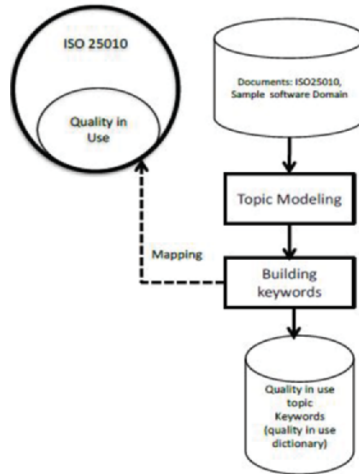 ISO 25010
Quality in
Use
Documents: ISO25010,
Sample software Domain
Topic Modeling
Mapping
Building
keywords
Quality in use
topic
Keywords
(quality in use
dictionary)